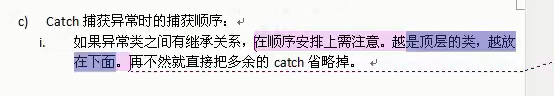 c) Catch 捕获异常时的捕获顺序：
i. 如果异常类之间有继承关系，在顺序安排上需注意。越是顶层的类，越放
在下面。再不然就直接把多余的 catch 省略掉。